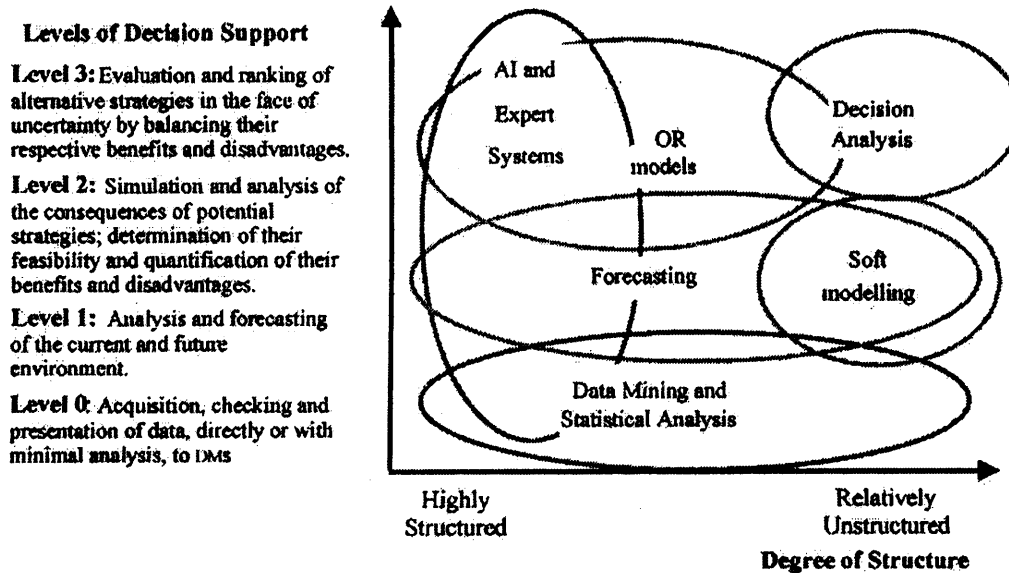 Levels of Decision Support
Level 3: Evaluation and ranking of
alternative strategies in the face of
uncertainty by balancing their
respective benefits and disadvantages.
Level 2: Simulation and analysis of
the consequences of potential
strategies; determination of their
feasibility and quantification of their
benefits and disadvantages.
Level 1: Analysis and forecasting
of the current and future
environment.
Level 0: Acquisition, checking and
presentation of data, directly or with
minimal analysis, to DMs
AI and
Expert
Systems
OR
models
Decision
Analysis
Forecasting
Soft
modelling
Data Mining and
Statistical Analysis
Highly
Structured
Relatively
Unstructured
Degree of Structure